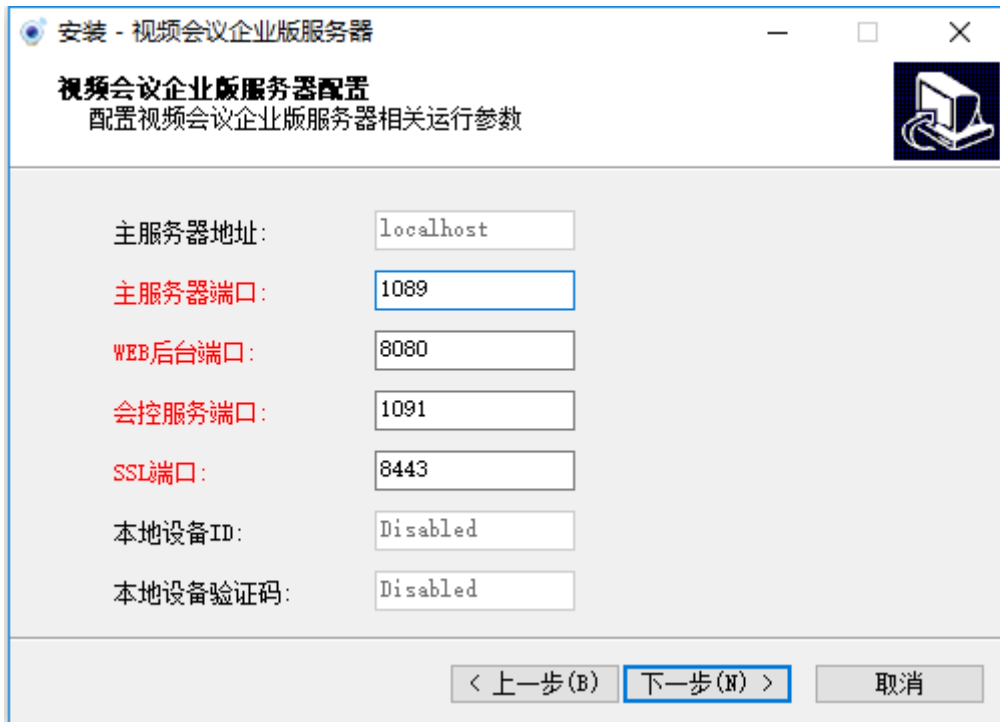 安装 - 视频会议企业版服务器
视频会议企业版服务器配置
配置视频会议企业版服务器相关运行参数
主服务器地址: localhost
主服务器端口: 1089
WEB后台端口: 8080
会控服务端口: 1091
SSL端口: 8443
本地设备ID: Disabled
本地设备验证码: Disabled
< 上一步(B) 下一步(N) > 取消